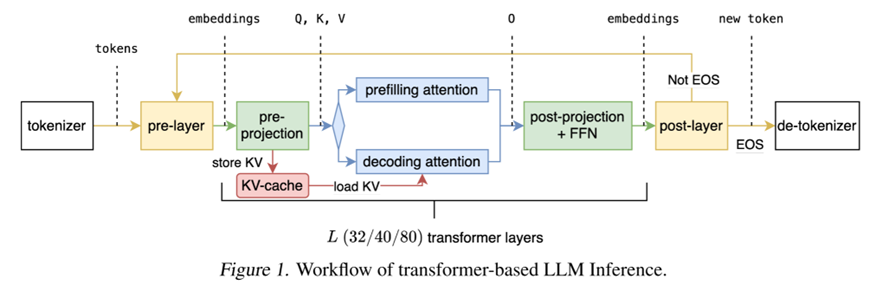 embeddings
Q, K, V
O
embeddings
new token
tokens
Not EOS
tokenizer
pre-layer
pre-
projection
prefilling attention
decoding attention
post-projection
+ FFN
post-layer
de-tokenizer
EOS
store KV
KV-cache
load KV
L (32/40/80) transformer layers
Figure 1. Workflow of transformer-based LLM Inference.